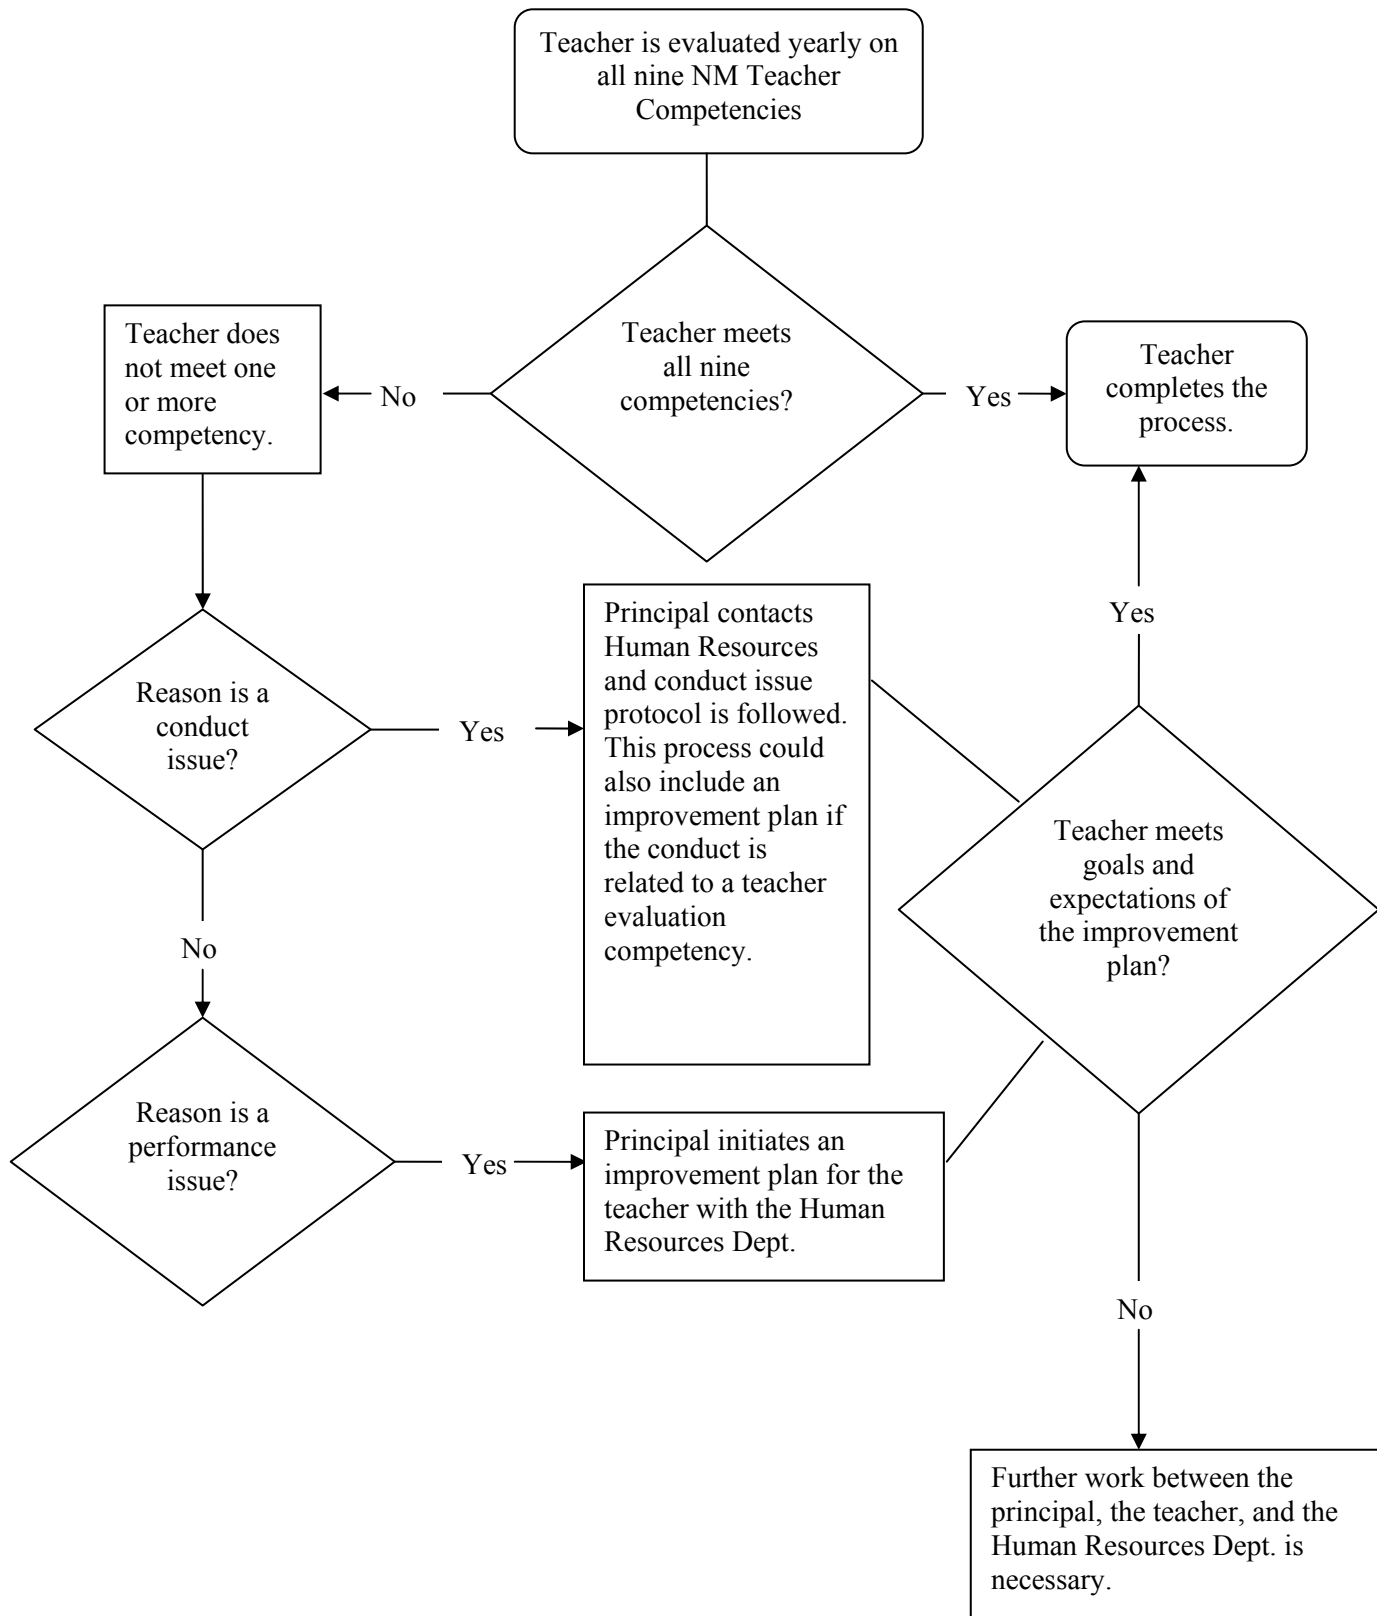 Teacher is evaluated yearly on
all nine NM Teacher
Competencies
Teacher meets
all nine
competencies?
No
Teacher does
not meet one
or more
competency.
Yes
Teacher
completes the
process.
Reason is a
conduct
issue?
Yes
Principal contacts
Human Resources
and conduct issue
protocol is followed.
This process could
also include an
improvement plan if
the conduct is
related to a teacher
evaluation
competency.
Yes
Teacher meets
goals and
expectations of
the improvement
plan?
No
Reason is a
performance
issue?
Yes
Principal initiates an
improvement plan for the
teacher with the Human
Resources Dept.
No
Further work between the
principal, the teacher, and the
Human Resources Dept. is
necessary.